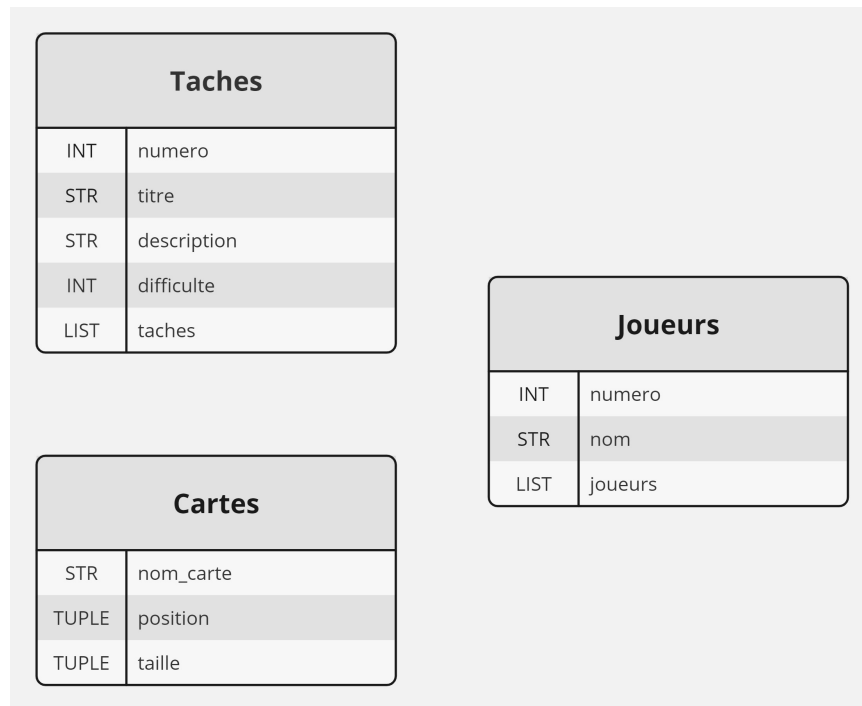 Taches
INT numero
STR titre
STR description
INT difficulte
LIST taches
Joueurs
INT numero
STR nom
LIST joueurs
Cartes
STR nom_carte
TUPLE position
TUPLE taille